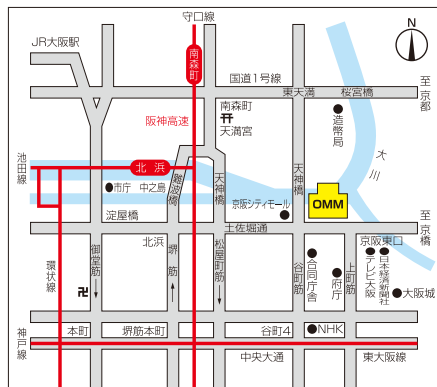 守口線
N
JR大阪駅
南森町
国道1号線
東天満
桜宮橋
至京都
阪神高速
南森町
天満宮
造幣局
大川
池田線
北浜
難波橋
天神橋
天神橋
市庁
中之島
京阪シティモール
OMM
淀屋橋
土佐堀通
至京橋
環状線
御堂筋
北浜
堺筋
松屋町筋
谷町筋
合同庁舎
上町筋
府庁
京阪東口
日本経済新聞社
テレビ大阪
大阪城
卍
神戸線
本町
堺筋本町
谷町4
NHK
中央大通
東大阪線